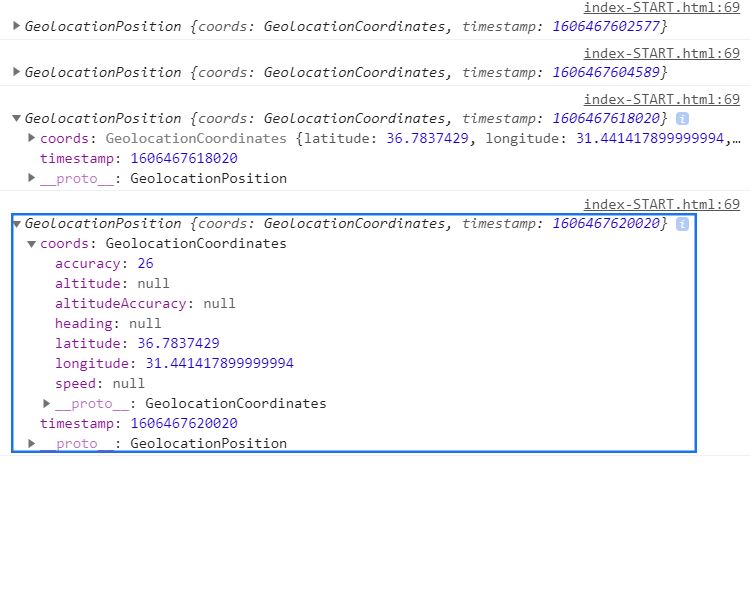 index-START.html:69
▶GeolocationPosition {coords: GeolocationCoordinates, timestamp: 1606467602577}
index-START.html:69
▶GeolocationPosition {coords: GeolocationCoordinates, timestamp: 1606467604589}
index-START.html:69
▼GeolocationPosition {coords: GeolocationCoordinates, timestamp: 1606467618020} i
▶coords: GeolocationCoordinates {latitude: 36.7837429, longitude: 31.441417899999994,…
timestamp: 1606467618020
▶__proto__: GeolocationPosition
index-START.html:69
▼GeolocationPosition {coords: GeolocationCoordinates, timestamp: 1606467620020} i
▼coords: GeolocationCoordinates
accuracy: 26
altitude: null
altitudeAccuracy: null
heading: null
latitude: 36.7837429
longitude: 31.441417899999994
speed: null
▶__proto__: GeolocationCoordinates
timestamp: 1606467620020
▶__proto__: GeolocationPosition